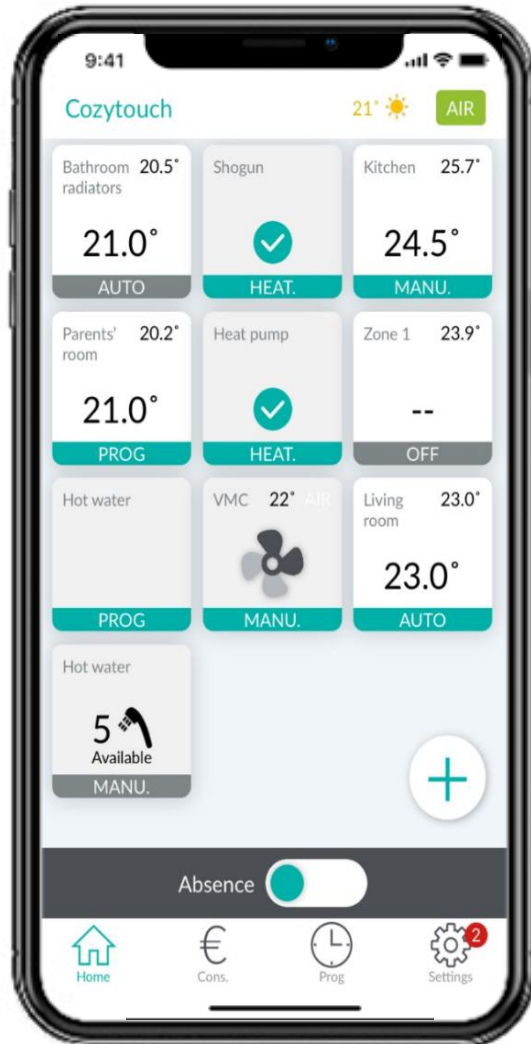 9:41
Cozytouch 21° AIR
Bathroom radiators 20.5°
21.0°
AUTO
Shogun
HEAT.
Kitchen 25.7°
24.5°
MANU.
Parents' room 20.2°
21.0°
PROG
Heat pump
HEAT.
Zone 1 23.9°
--
OFF
Hot water
PROG
VMC 22° AIR
MANU.
Living room 23.0°
23.0°
AUTO
Hot water
5
Available
MANU.
+
Absence
Home
€
Cons.
Prog
2
Settings